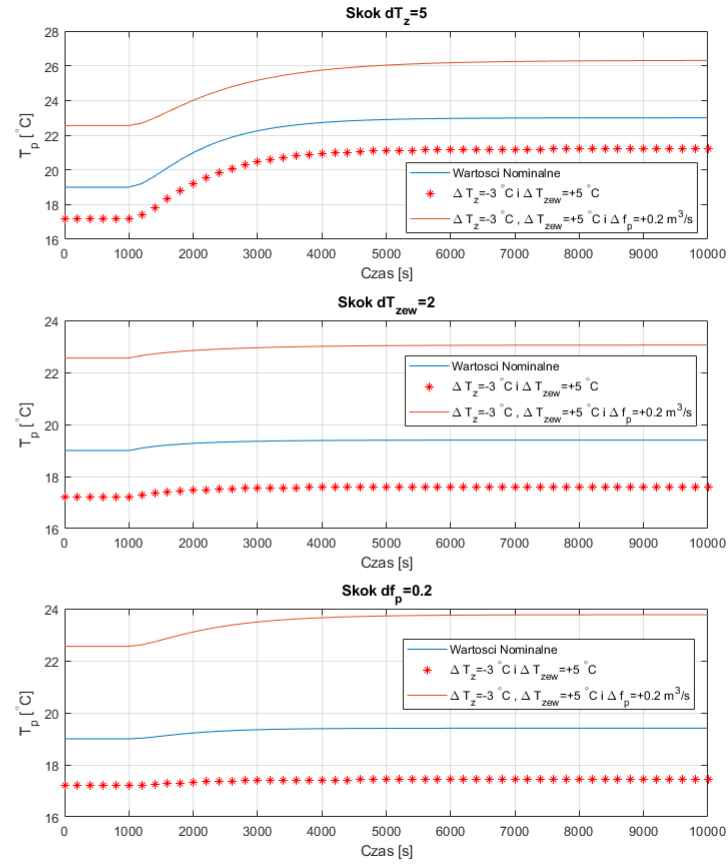 Skok dT_z=5
28
26
24
22
20
18
16
T_p [°C]
0 1000 2000 3000 4000 5000 6000 7000 8000 9000 10000
Czas [s]
Wartosci Nominalne
Δ T_z=-3 °C i Δ T_zew=+5 °C
Δ T_z=-3 °C , Δ T_zew=+5 °C i Δ f_p=+0.2 m^3/s
Skok dT_zew=2
24
22
20
18
16
T_p [°C]
0 1000 2000 3000 4000 5000 6000 7000 8000 9000 10000
Czas [s]
Wartosci Nominalne
Δ T_z=-3 °C i Δ T_zew=+5 °C
Δ T_z=-3 °C , Δ T_zew=+5 °C i Δ f_p=+0.2 m^3/s
Skok df_p=0.2
24
22
20
18
16
T_p [°C]
0 1000 2000 3000 4000 5000 6000 7000 8000 9000 10000
Czas [s]
Wartosci Nominalne
Δ T_z=-3 °C i Δ T_zew=+5 °C
Δ T_z=-3 °C , Δ T_zew=+5 °C i Δ f_p=+0.2 m^3/s